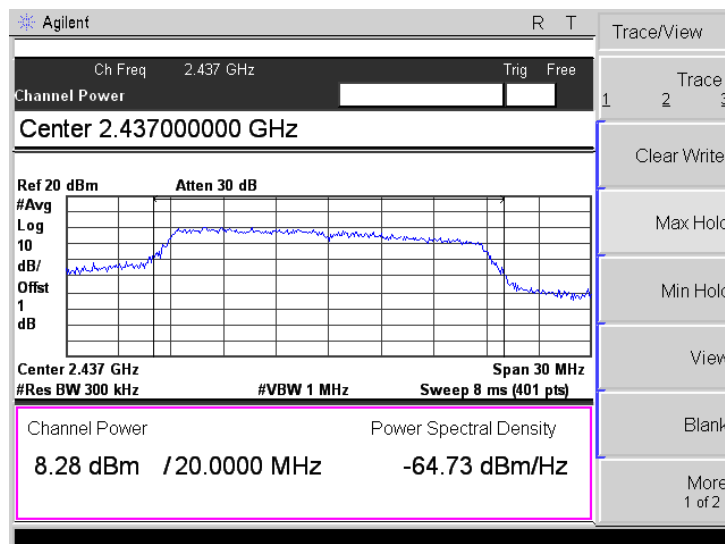 Agilent R T
Ch Freq 2.437 GHz Trig Free
Channel Power
Center 2.437000000 GHz
Ref 20 dBm Atten 30 dB
#Avg
Log
10
dB/
Offst
1
dB
Center 2.437 GHz Span 30 MHz
#Res BW 300 kHz #VBW 1 MHz Sweep 8 ms (401 pts)
Channel Power Power Spectral Density
8.28 dBm / 20.0000 MHz -64.73 dBm/Hz
Trace/View
Trace
1 2 3
Clear Write
Max Hold
Min Hold
View
Blank
More
1 of 2